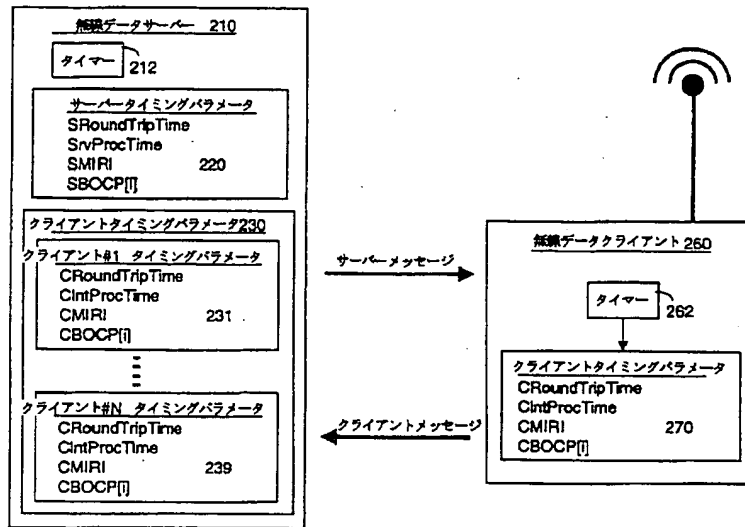 無線データサーバー 210
タイマー
212
サーバータイミングパラメータ
SRoundTripTime
SrvProcTime
SMIRI 220
SBOCP[i]
クライアントタイミングパラメータ230
クライアント#1 タイミングパラメータ
CRoundTripTime
ClntProcTime
CMIRI 231
CBOCP[i]
クライアント#N タイミングパラメータ
CRoundTripTime
ClntProcTime
CMIRI 239
CBOCP[i]
サーバーメッセージ
クライアントメッセージ
無線データクライアント 260
タイマー
262
クライアントタイミングパラメータ
CRoundTripTime
ClntProcTime
CMIRI 270
CBOCP[i]